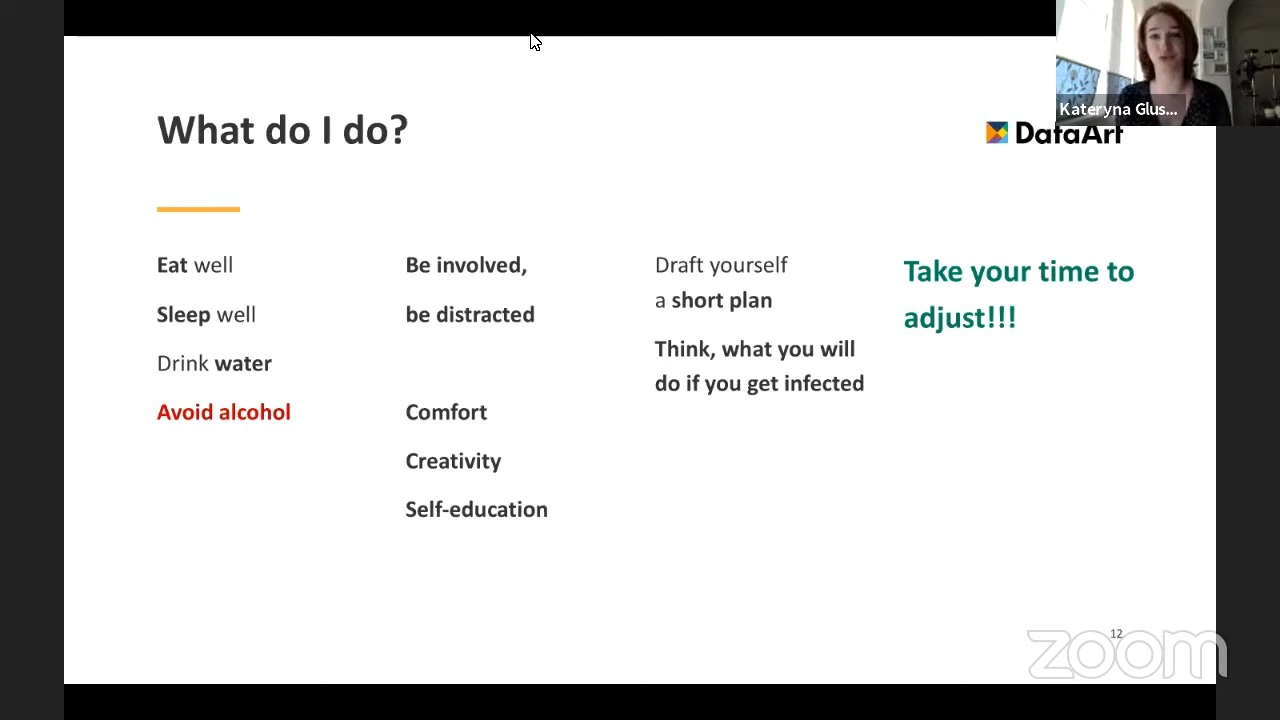 Kateryna Glus...
What do I do?
DataArt
Eat well
Sleep well
Drink water
Avoid alcohol
Be involved,
be distracted
Comfort
Creativity
Self-education
Draft yourself
a short plan
Think, what you will
do if you get infected
Take your time to
adjust!!!
12
zoom